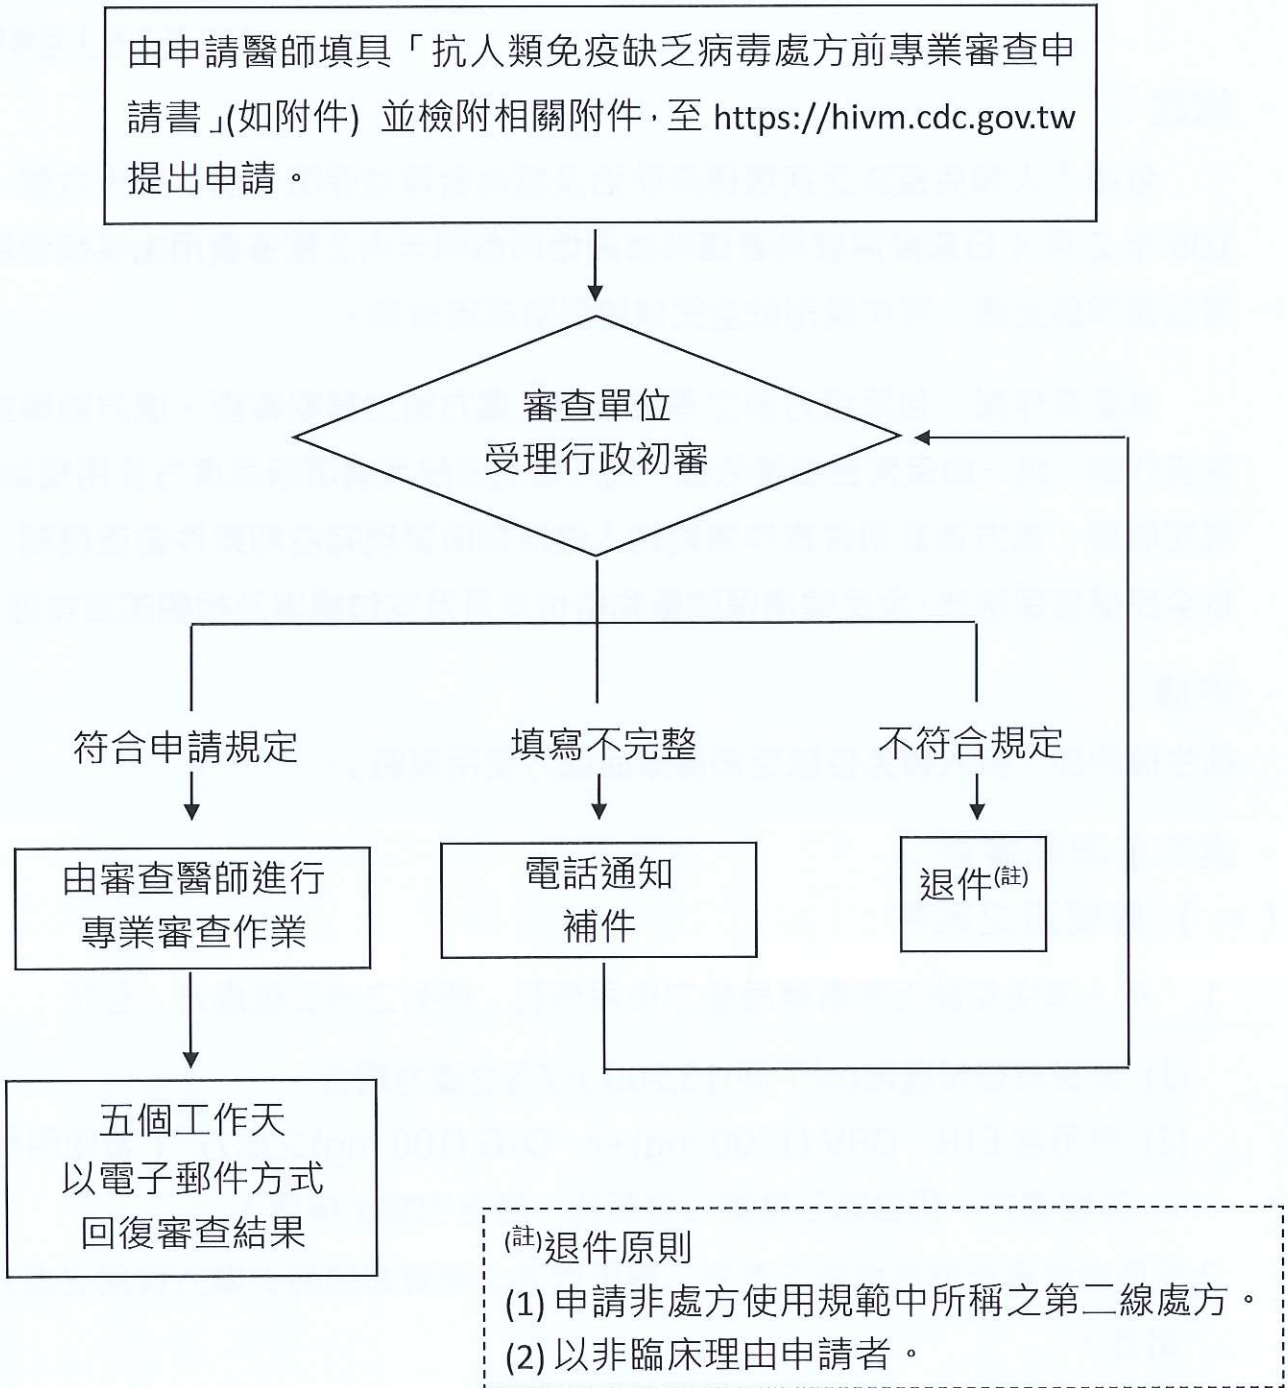 由申請醫師填具「抗人類免疫缺乏病毒處方前專業審查申
請書」(如附件) 並檢附相關附件，至 https://hivm.cdc.gov.tw
提出申請。
審查單位
受理行政初審
符合申請規定
填寫不完整
不符合規定
由審查醫師進行
專業審查作業
電話通知
補件
退件(註)
五個工作天
以電子郵件方式
回復審查結果
(註)退件原則
(1) 申請非處方使用規範中所稱之第二線處方。
(2) 以非臨床理由申請者。